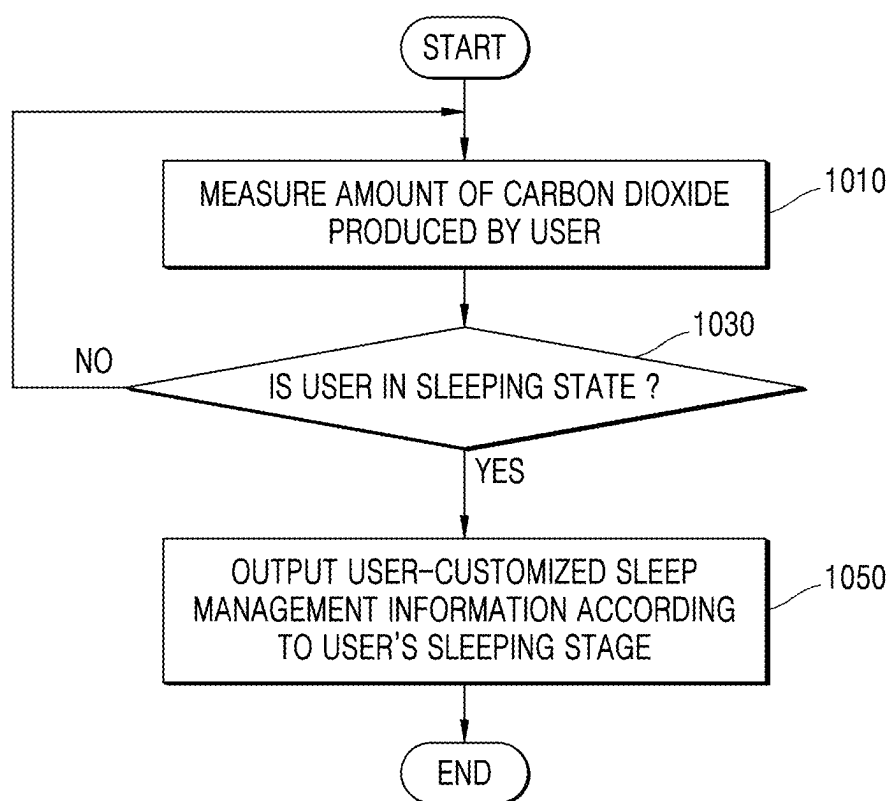 START
MEASURE AMOUNT OF CARBON DIOXIDE
PRODUCED BY USER
1010
1030
NO
IS USER IN SLEEPING STATE ?
YES
OUTPUT USER-CUSTOMIZED SLEEP
MANAGEMENT INFORMATION ACCORDING
TO USER'S SLEEPING STAGE
1050
END